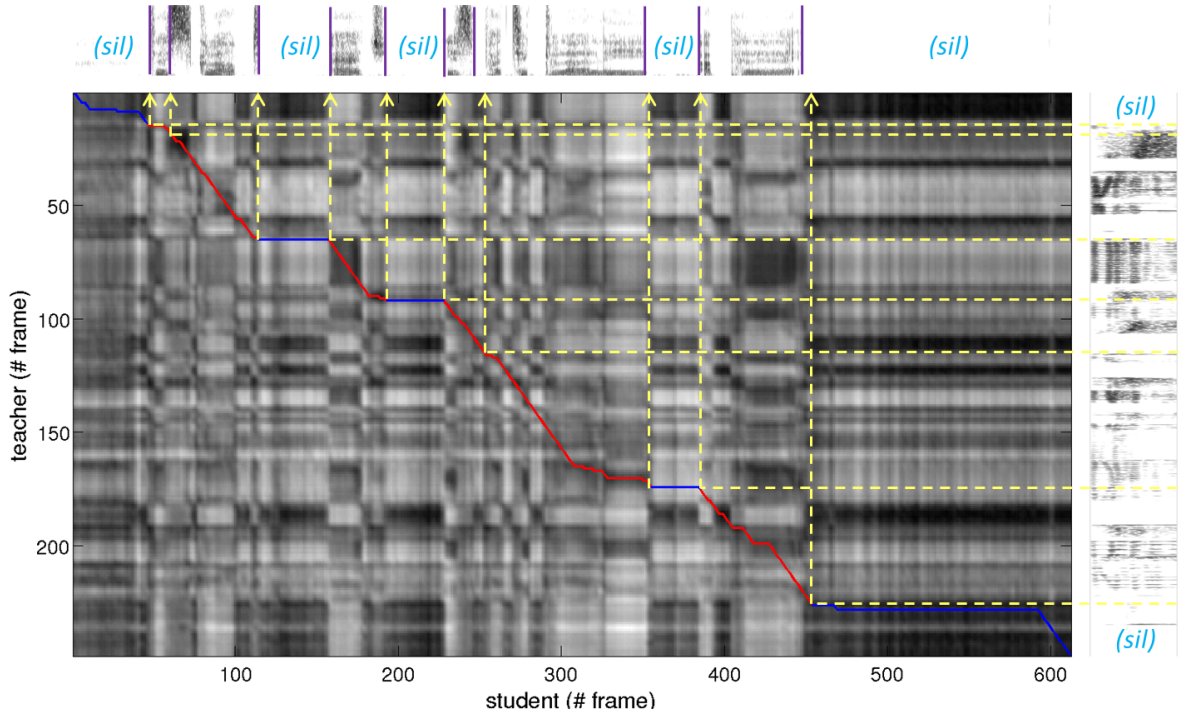 (sil) (sil) (sil) (sil) (sil)
(sil)
50
100
150
200
teacher (# frame)
(sil)
100 200 300 400 500 600
student (# frame)